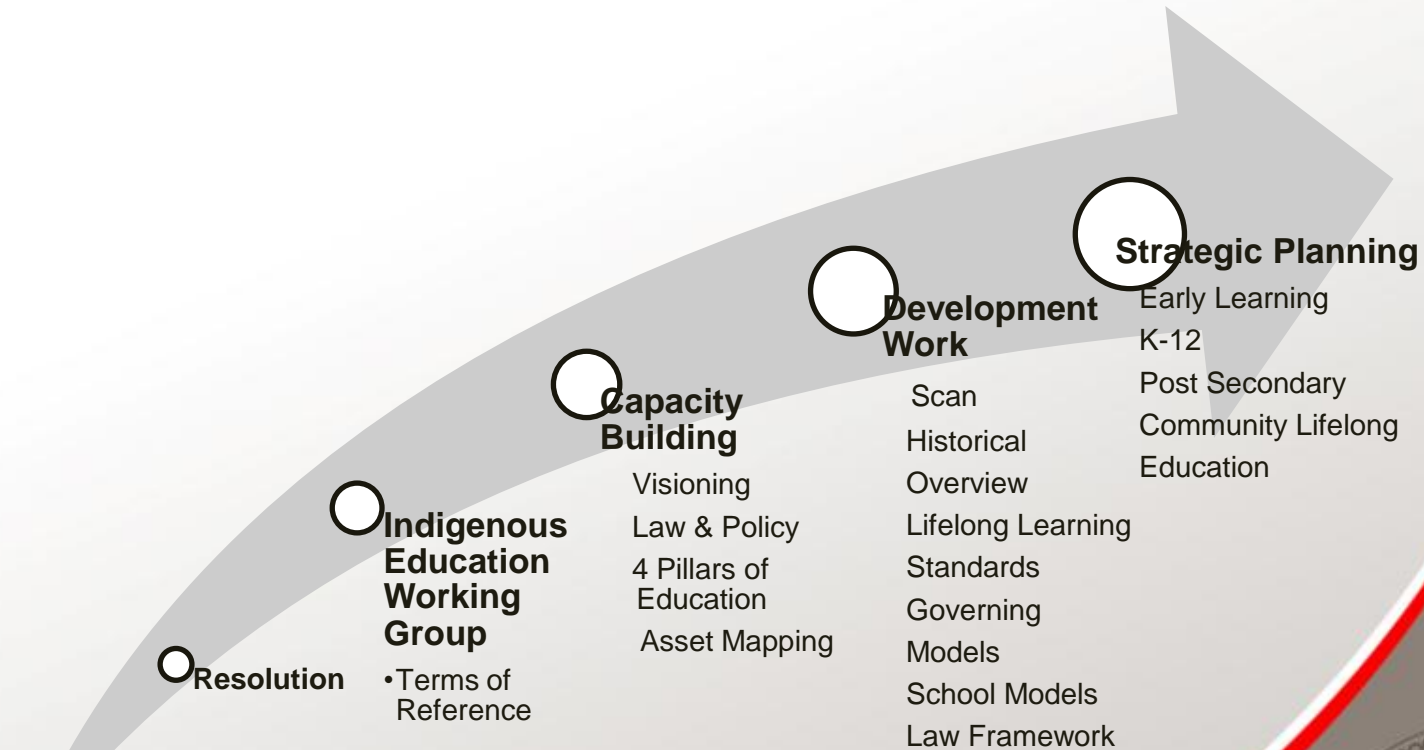 Resolution
Indigenous
Education
Working
Group
•Terms of
Reference
Capacity
Building
Visioning
Law & Policy
4 Pillars of
Education
Asset Mapping
Development
Work
Scan
Historical
Overview
Lifelong Learning
Standards
Governing
Models
School Models
Law Framework
Strategic Planning
Early Learning
K-12
Post Secondary
Community Lifelong
Education